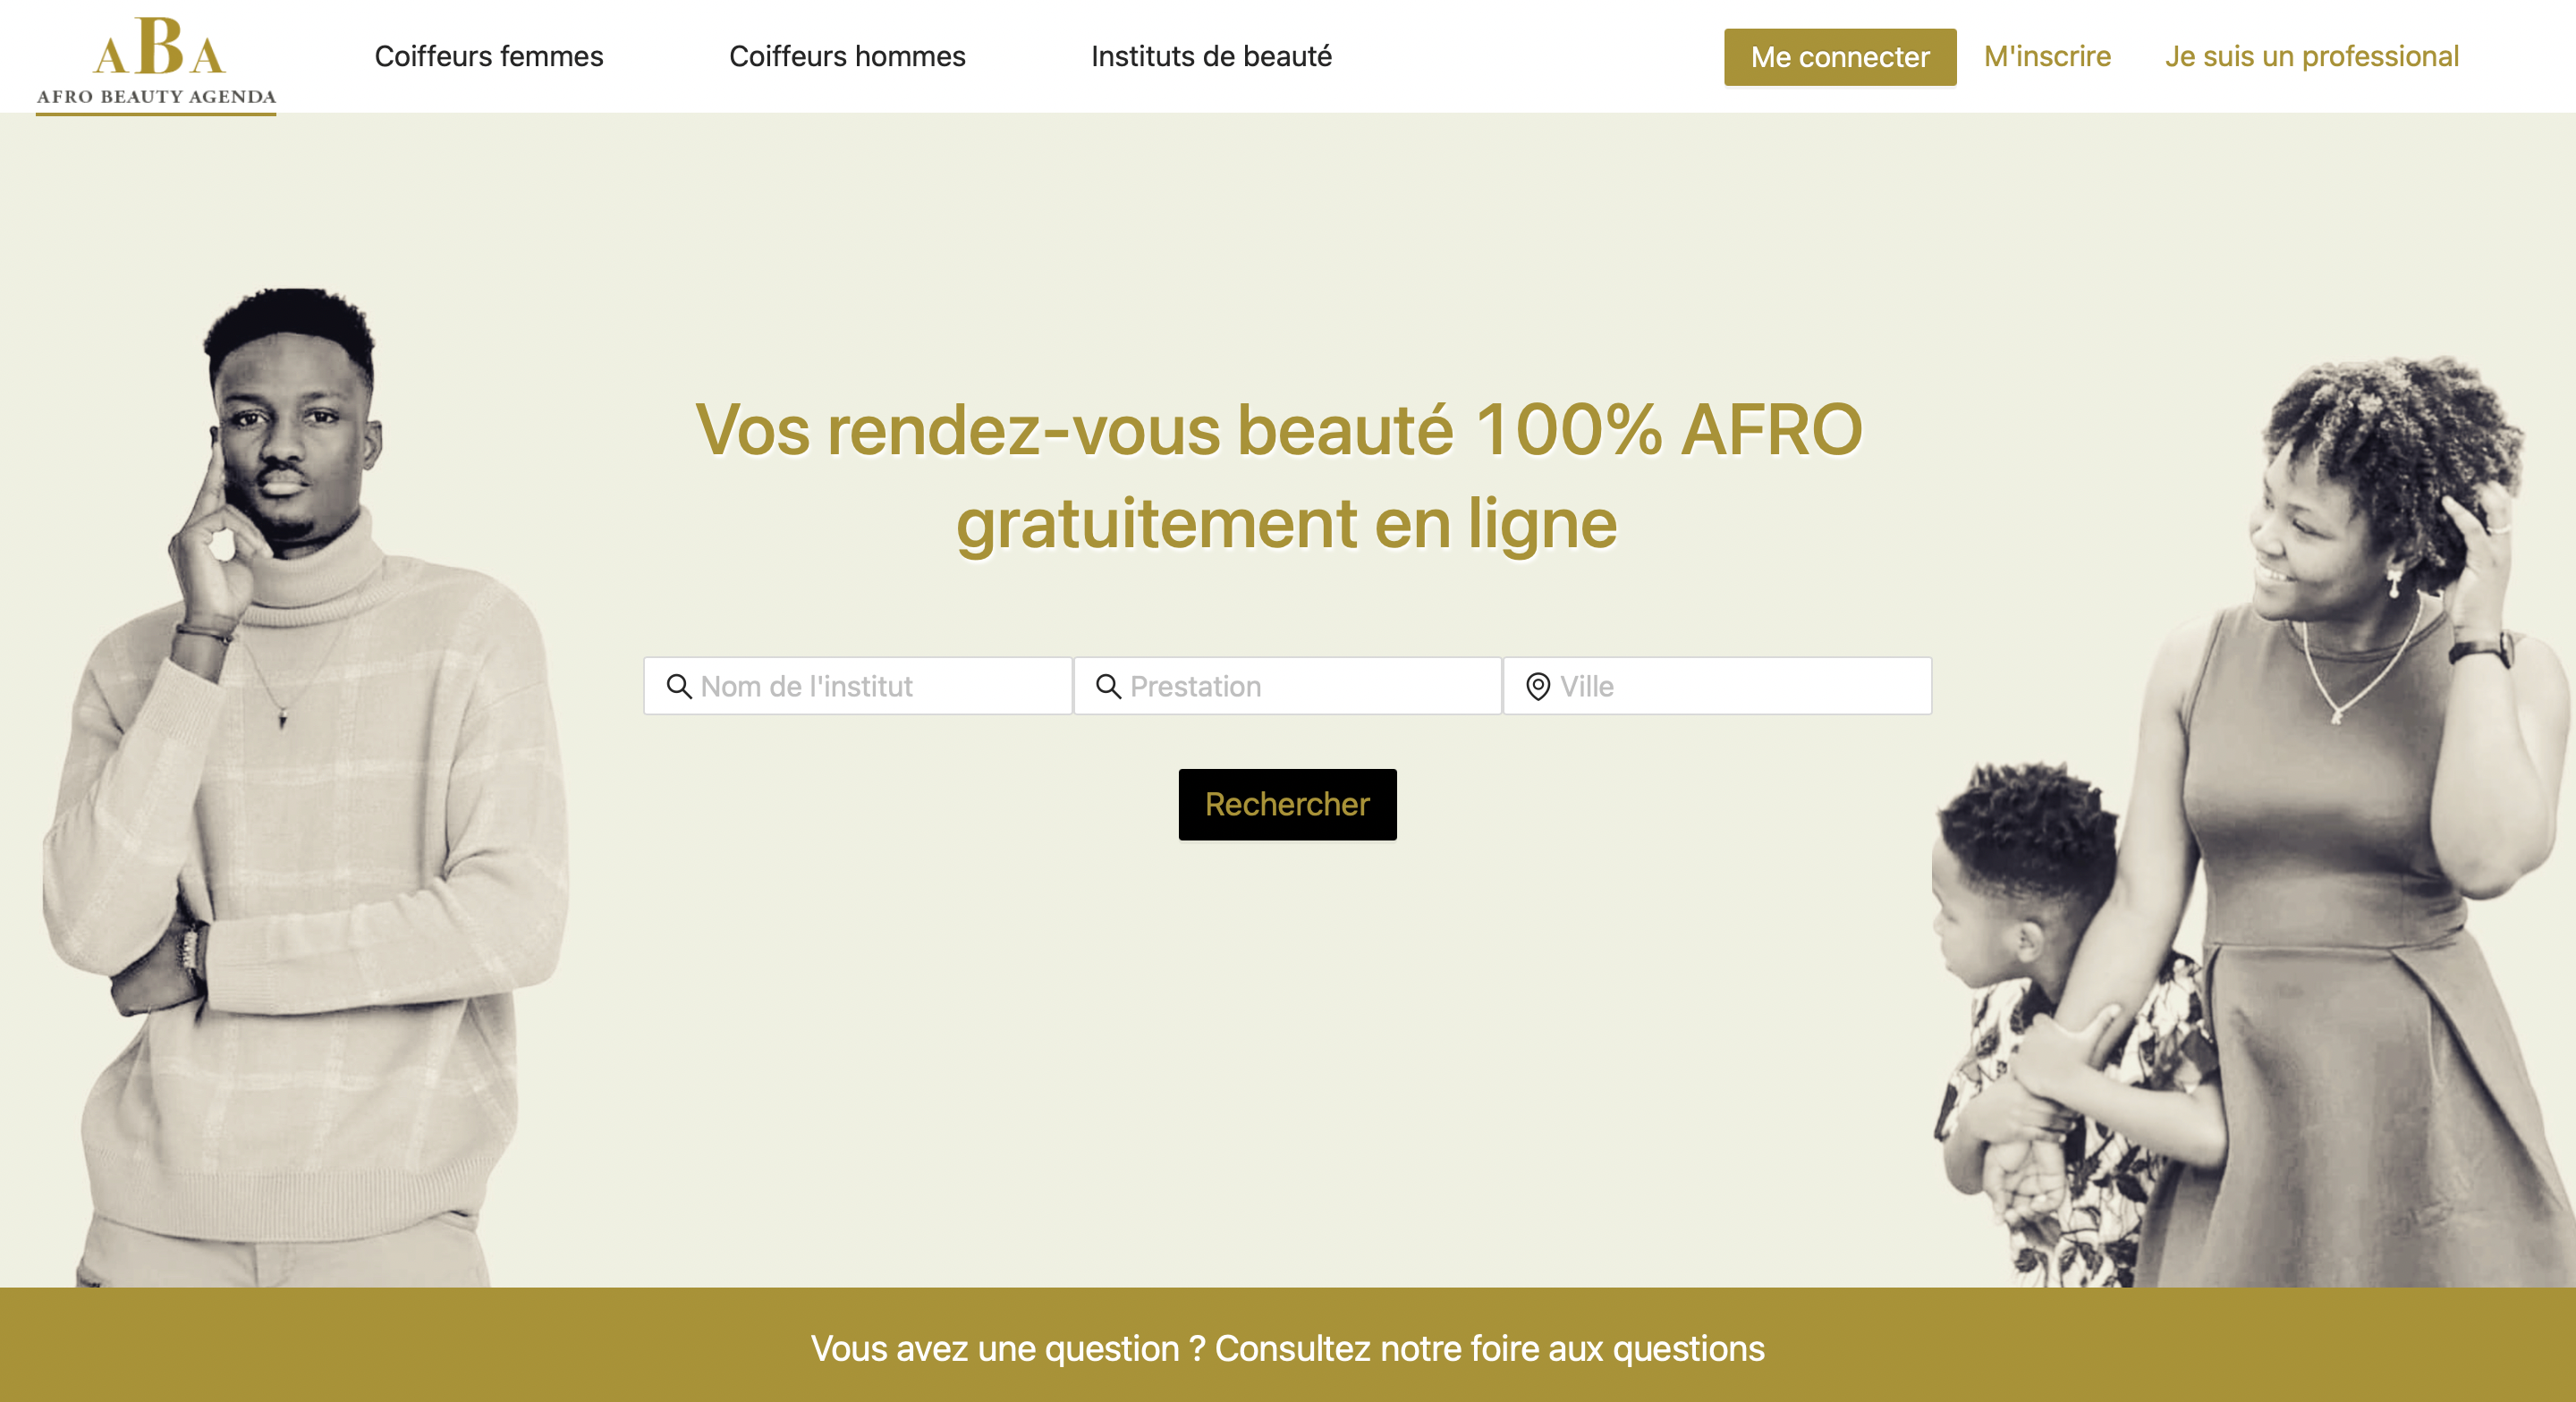 ABA
AFRO BEAUTY AGENDA
Coiffeurs femmes
Coiffeurs hommes
Instituts de beauté
Me connecter
M'inscrire
Je suis un professional
Vos rendez-vous beauté 100% AFRO
gratuitement en ligne
Nom de l'institut
Prestation
Ville
Rechercher
Vous avez une question ? Consultez notre foire aux questions